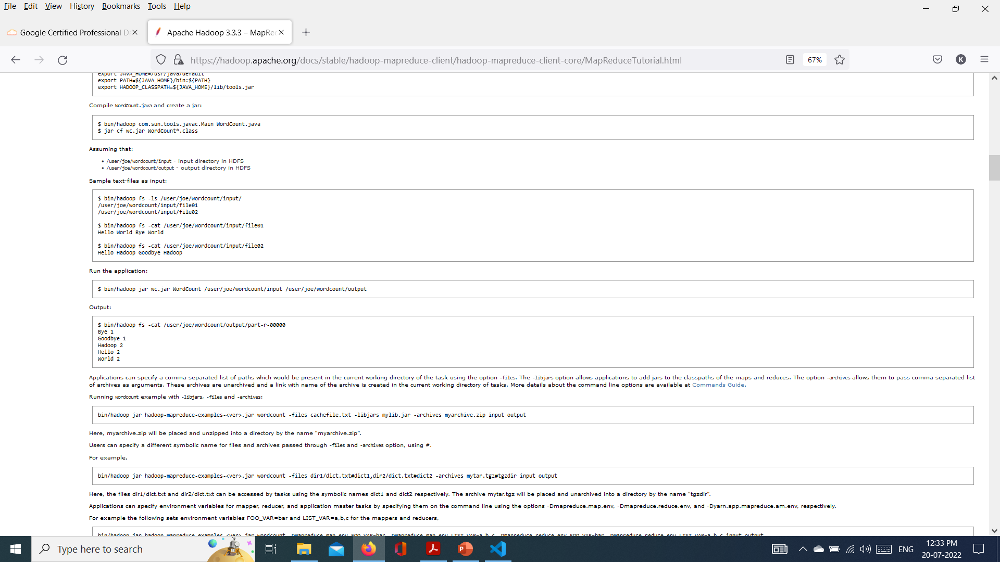 File Edit View History Bookmarks Tools Help
Google Certified Professional D
Apache Hadoop 3.3.3 – MapRe
https://hadoop.apache.org/docs/stable/hadoop-mapreduce-client/hadoop-mapreduce-client-core/MapReduceTutorial.html
67%
K
export JAVA_HOME=/usr/java/default
export PATH=${JAVA_HOME}/bin:${PATH}
export HADOOP_CLASSPATH=${JAVA_HOME}/lib/tools.jar
Compile WordCount.java and create a jar:
$ bin/hadoop com.sun.tools.javac.Main WordCount.java
$ jar cf wc.jar WordCount*.class
Assuming that:
• /user/joe/wordcount/input - input directory in HDFS
• /user/joe/wordcount/output - output directory in HDFS
Sample text-files as input:
$ bin/hadoop fs -ls /user/joe/wordcount/input/
/user/joe/wordcount/input/file01
/user/joe/wordcount/input/file02
$ bin/hadoop fs -cat /user/joe/wordcount/input/file01
Hello World Bye World
$ bin/hadoop fs -cat /user/joe/wordcount/input/file02
Hello Hadoop Goodbye Hadoop
Run the application:
$ bin/hadoop jar wc.jar WordCount /user/joe/wordcount/input /user/joe/wordcount/output
Output:
$ bin/hadoop fs -cat /user/joe/wordcount/output/part-r-00000
Bye 1
Goodbye 1
Hadoop 2
Hello 2
World 2
Applications can specify a comma separated list of paths which would be present in the current working directory of the task using the option -files. The -libjars option allows applications to add jars to the classpaths of the maps and reduces. The option -archives allows them to pass comma separated list
of archives as arguments. These archives are unarchived and a link with name of the archive is created in the current working directory of tasks. More details about the command line options are available at Commands Guide.
Running wordcount example with -libjars, -files and -archives:
bin/hadoop jar hadoop-mapreduce-examples-<ver>.jar wordcount -files cachefile.txt -libjars mylib.jar -archives myarchive.zip input output
Here, myarchive.zip will be placed and unzipped into a directory by the name “myarchive.zip”.
Users can specify a different symbolic name for files and archives passed through -files and -archives option, using #.
For example,
bin/hadoop jar hadoop-mapreduce-examples-<ver>.jar wordcount -files dir1/dict.txt#dict1,dir2/dict.txt#dict2 -archives mytar.tgz#tgzdir input output
Here, the files dir1/dict.txt and dir2/dict.txt can be accessed by tasks using the symbolic names dict1 and dict2 respectively. The archive mytar.tgz will be placed and unarchived into a directory by the name “tgzdir”.
Applications can specify environment variables for mapper, reducer, and application master tasks by specifying them on the command line using the options -Dmapreduce.map.env, -Dmapreduce.reduce.env, and -Dyarn.app.mapreduce.am.env, respectively.
For example the following sets environment variables FOO_VAR=bar and LIST_VAR=a,b,c for the mappers and reducers,
bin/hadoop jar hadoop-mapreduce-examples-<ver>.jar wordcount -Dmapreduce.map.env.FOO_VAR=bar -Dmapreduce.map.env.LIST_VAR=a,b,c -Dmapreduce.reduce.env.FOO_VAR=bar -Dmapreduce.reduce.env.LIST_VAR=a,b,c input output
Type here to search
ENG
12:33 PM
20-07-2022